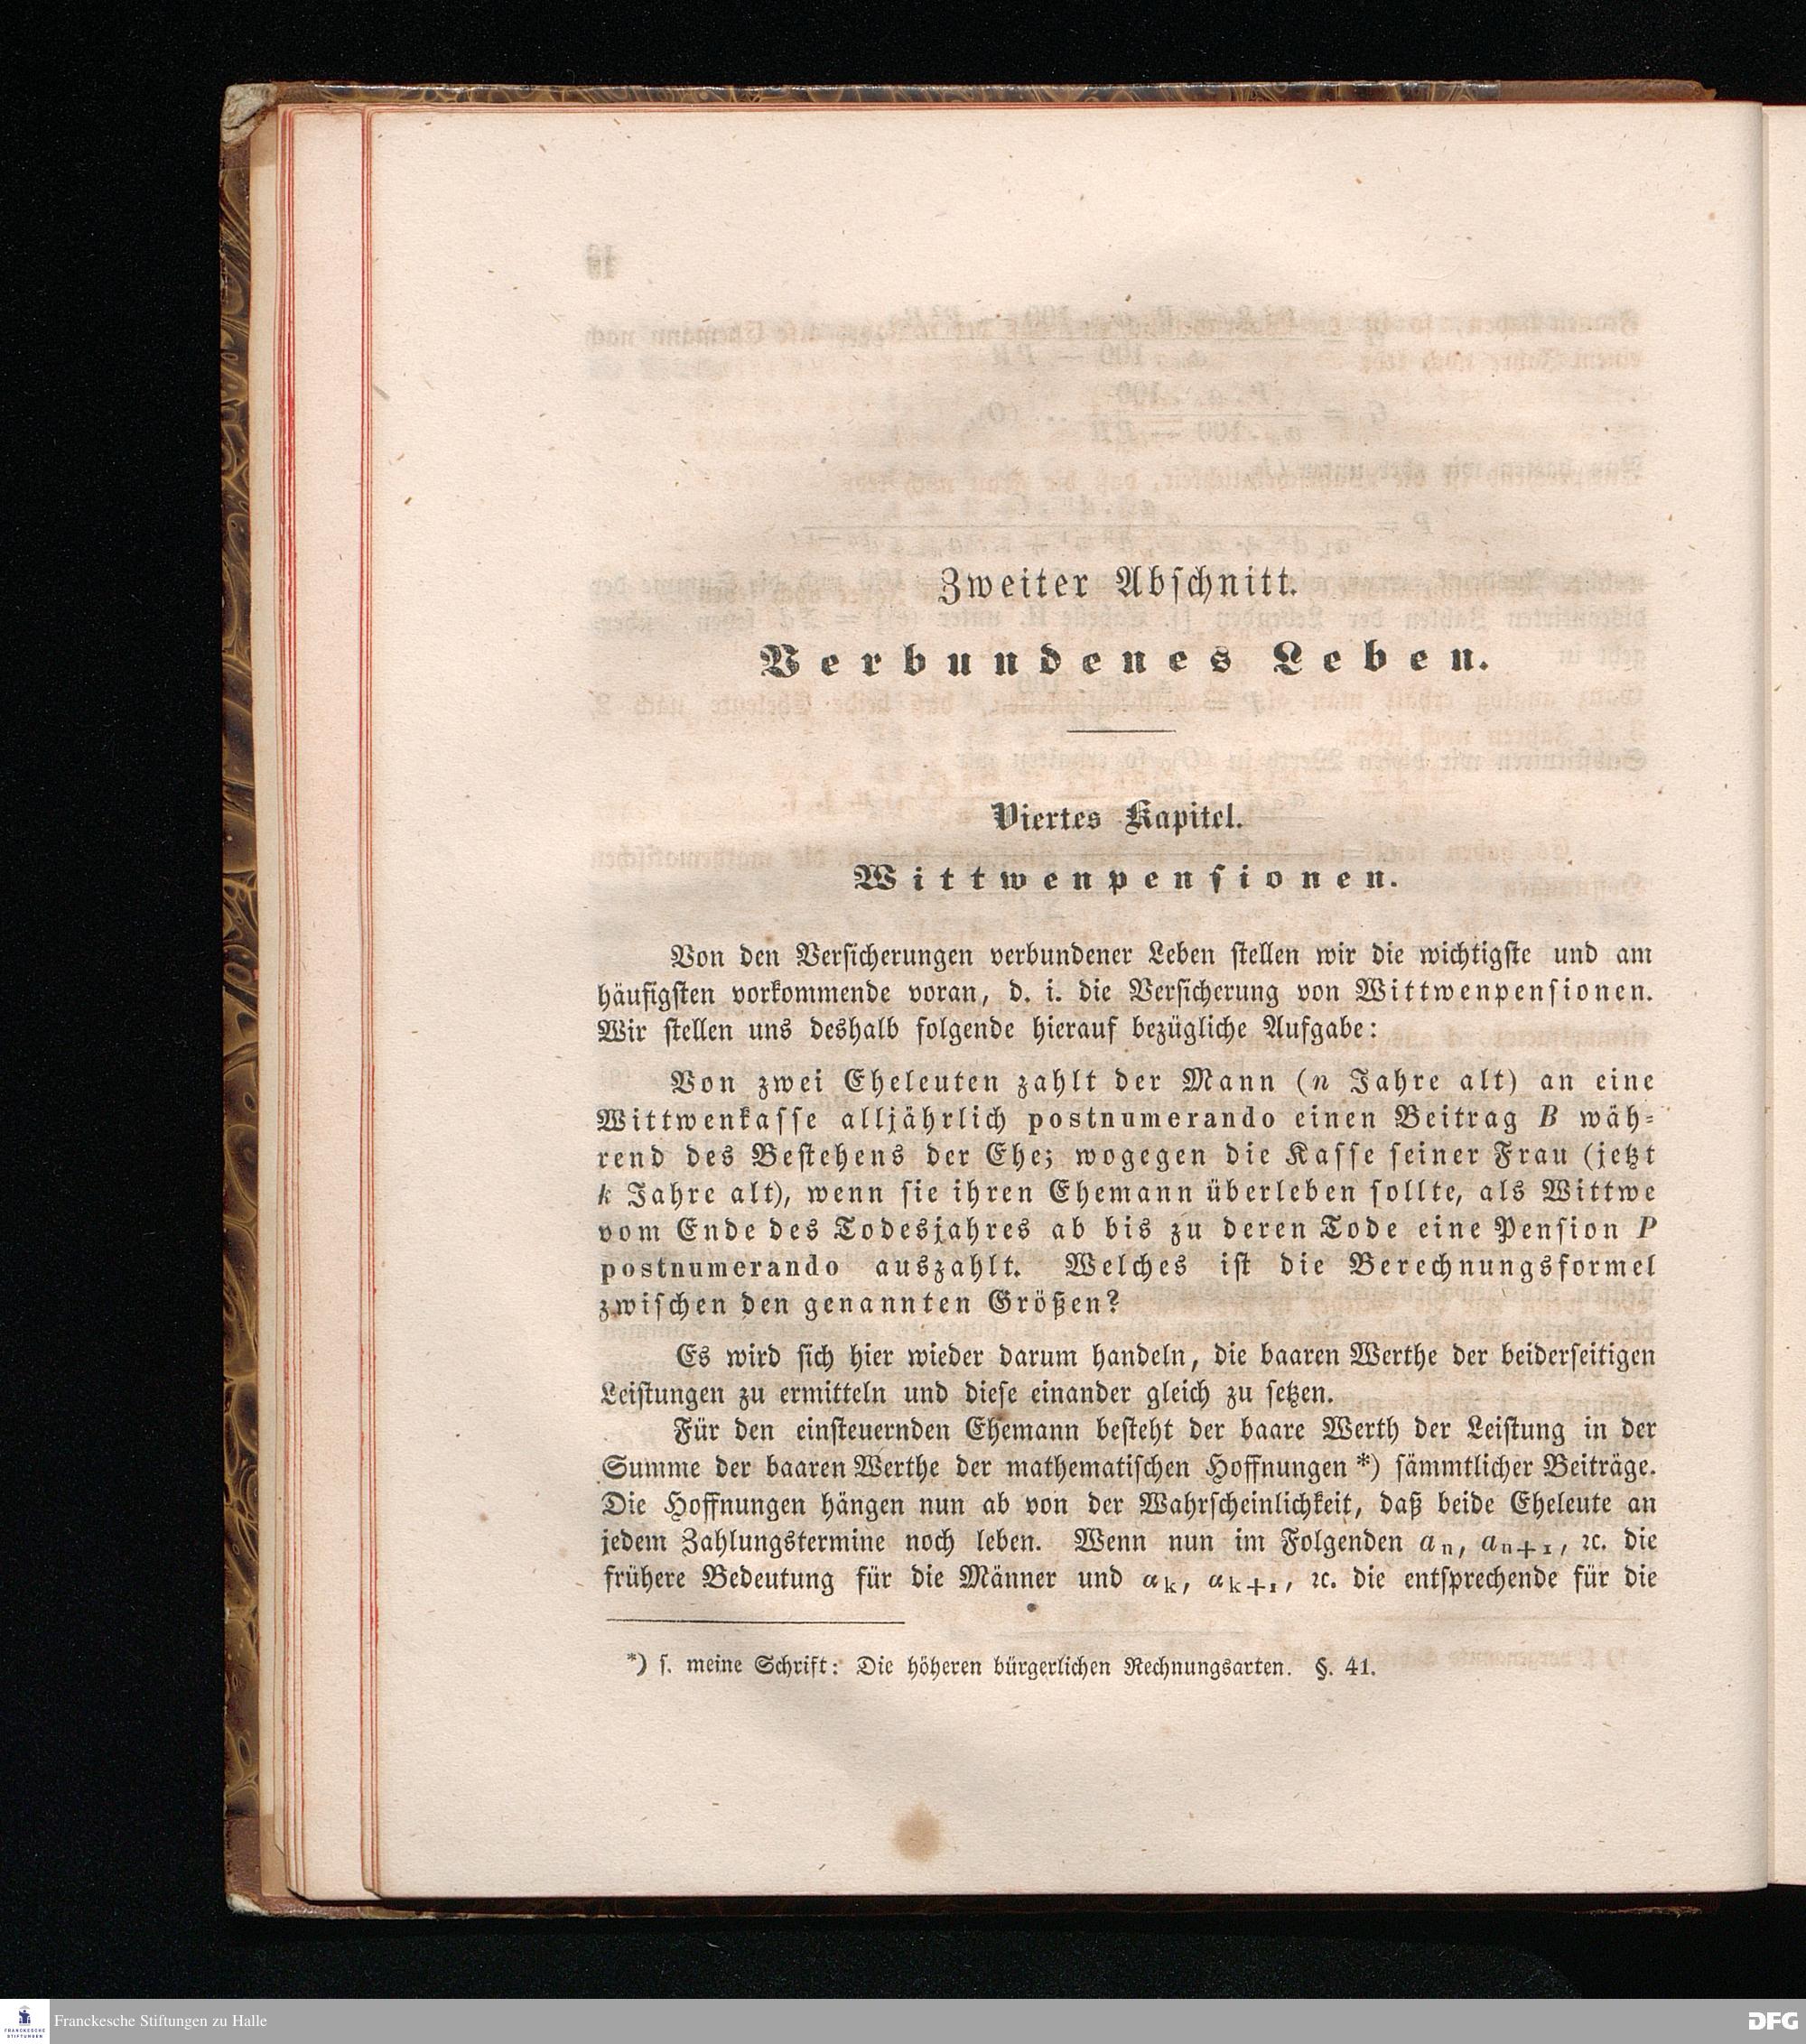 Zweiter Abschnitt.
Verbundenes Leben.
Viertes Kapitel.
Wittwenpensionen.
Von den Versicherungen verbundener Leben stellen wir die wichtigste und am
häufigsten vorkommende voran, d. i. die Versicherung von Wittwenpensionen.
Wir stellen uns deshalb folgende hierauf bezügliche Aufgabe:
Von zwei Eheleuten zahlt der Mann (n Jahre alt) an eine
Wittwenkasse alljährlich postnumerando einen Beitrag B wäh-
rend des Bestehens der Ehe; wogegen die Kasse seiner Frau (jetzt
k Jahre alt), wenn sie ihren Ehemann überleben sollte, als Wittwe
vom Ende des Todesjahres ab bis zu deren Tode eine Pension P
postnumerando auszahlt. Welches ist die Berechnungsformel
zwischen den genannten Größen?
Es wird sich hier wieder darum handeln, die baaren Werthe der beiderseitigen
Leistungen zu ermitteln und diese einander gleich zu setzen.
Für den einsteuernden Ehemann besteht der baare Werth der Leistung in der
Summe der baaren Werthe der mathematischen Hoffnungen *) sämmtlicher Beiträge.
Die Hoffnungen hängen nun ab von der Wahrscheinlichkeit, daß beide Eheleute an
jedem Zahlungstermine noch leben. Wenn nun im Folgenden aₙ, aₙ₊₁, ꝛc. die
frühere Bedeutung für die Männer und αₖ, αₖ₊₁, ꝛc. die entsprechende für die
*) s. meine Schrift: Die höheren bürgerlichen Rechnungsarten. §. 41.
Franckesche Stiftungen zu Halle
FRANCKESCHE
STIFTUNGEN
DFG